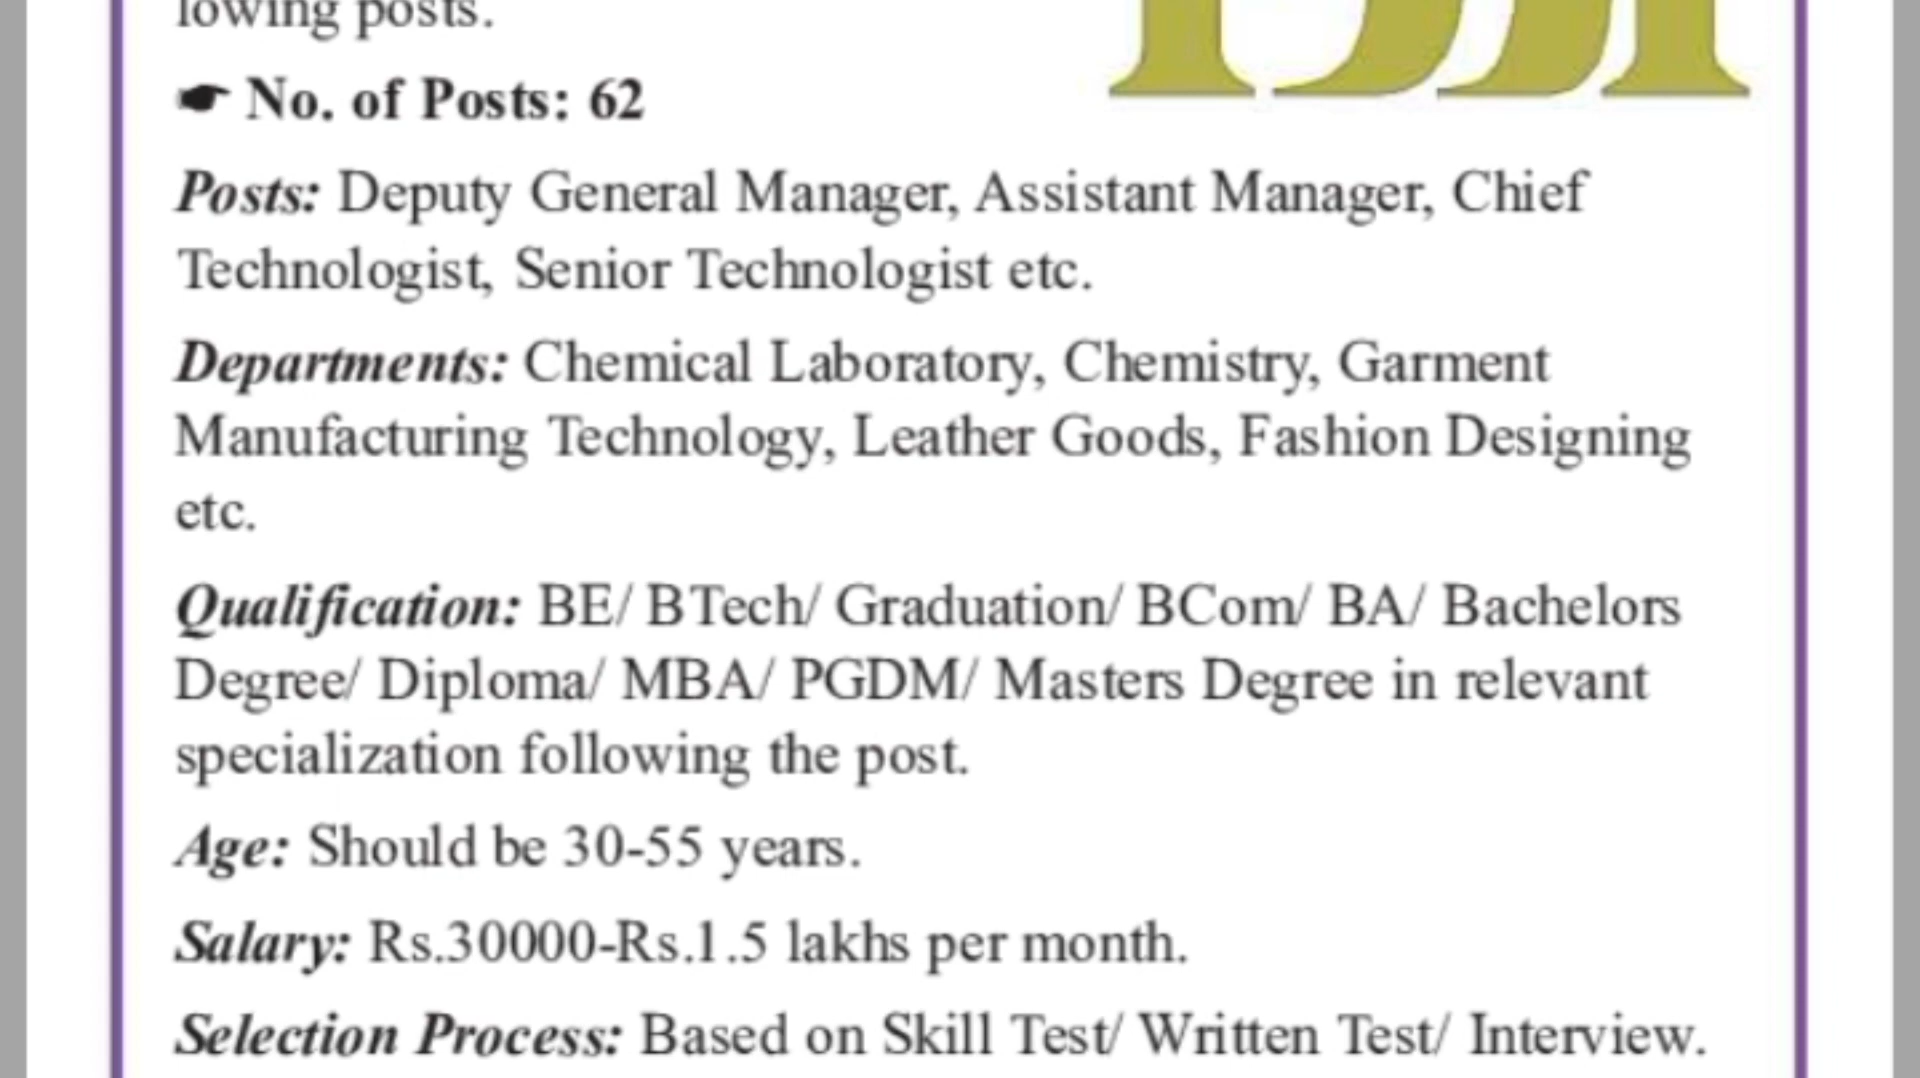 lowing posts.
☛ No. of Posts: 62
Posts: Deputy General Manager, Assistant Manager, Chief
Technologist, Senior Technologist etc.
Departments: Chemical Laboratory, Chemistry, Garment
Manufacturing Technology, Leather Goods, Fashion Designing
etc.
Qualification: BE/ BTech/ Graduation/ BCom/ BA/ Bachelors
Degree/ Diploma/ MBA/ PGDM/ Masters Degree in relevant
specialization following the post.
Age: Should be 30-55 years.
Salary: Rs.30000-Rs.1.5 lakhs per month.
Selection Process: Based on Skill Test/ Written Test/ Interview.